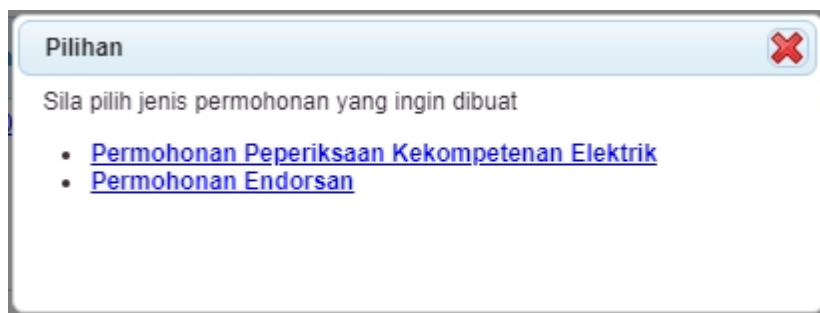 Pilihan
Sila pilih jenis permohonan yang ingin dibuat
Permohonan Peperiksaan Kekompetenan Elektrik
Permohonan Endorsan